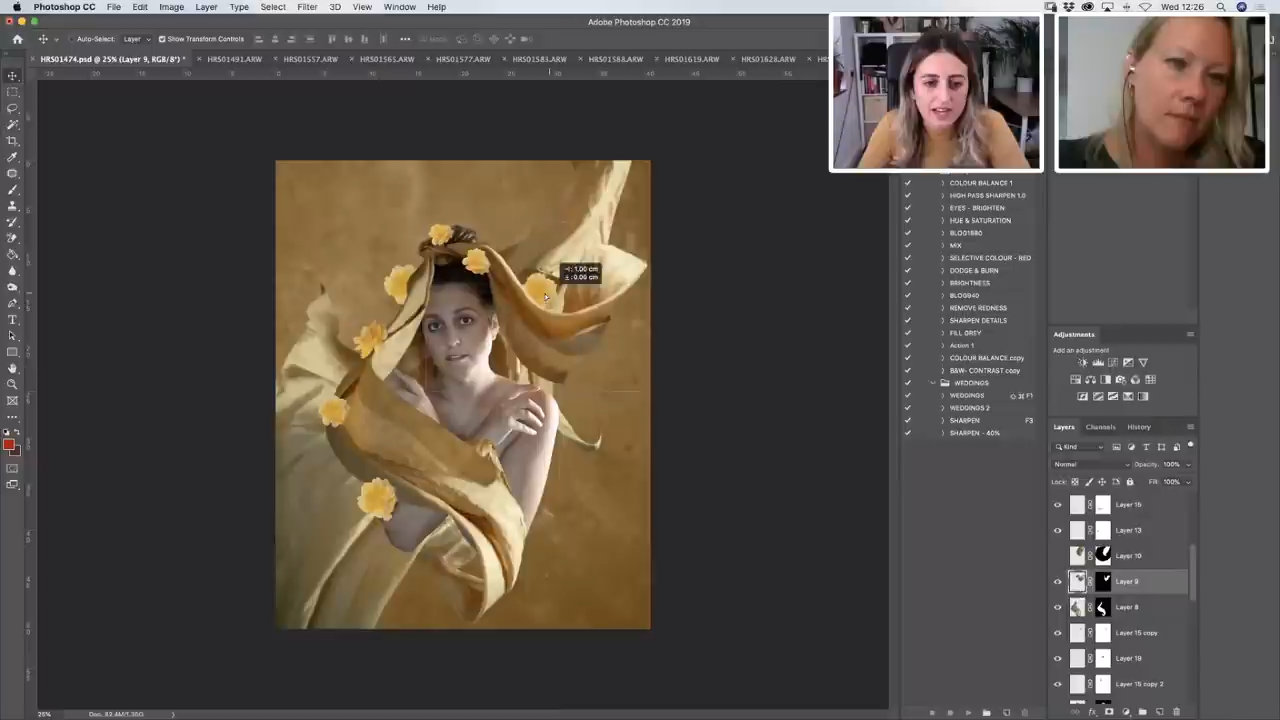 Photoshop CC File Edit Image Layer Type Select Filter 3D View Window Help Wed 12:26
Adobe Photoshop CC 2019
Auto-Select: Layer Show Transform Controls
HRS01474.psd @ 25% (Layer 9, RGB/8*) * HRS01491.ARW HRS01557.ARW HRS01565.ARW HRS01577.ARW HRS01583.ARW HRS01588.ARW HRS01619.ARW HRS01628.ARW
COLOUR BALANCE 1
HIGH PASS SHARPEN 1.0
EYES - BRIGHTEN
HUE & SATURATION
BLOG1880
MIX
SELECTIVE COLOUR - RED
DODGE & BURN
BRIGHTNESS
BLOG940
REMOVE REDNESS
SHARPEN DETAILS
FILL GREY
Action 1
COLOUR BALANCE copy
B&W- CONTRAST copy
WEDDINGS
WEDDINGS ⇧⌘F1
WEDDINGS 2
SHARPEN F3
SHARPEN - 40%
Adjustments
Add an adjustment
Layers Channels History
Kind
Normal Opacity: 100%
Lock: Fill: 100%
Layer 15
Layer 13
Layer 10
Layer 9
Layer 8
Layer 15 copy
Layer 19
Layer 15 copy 2
25%